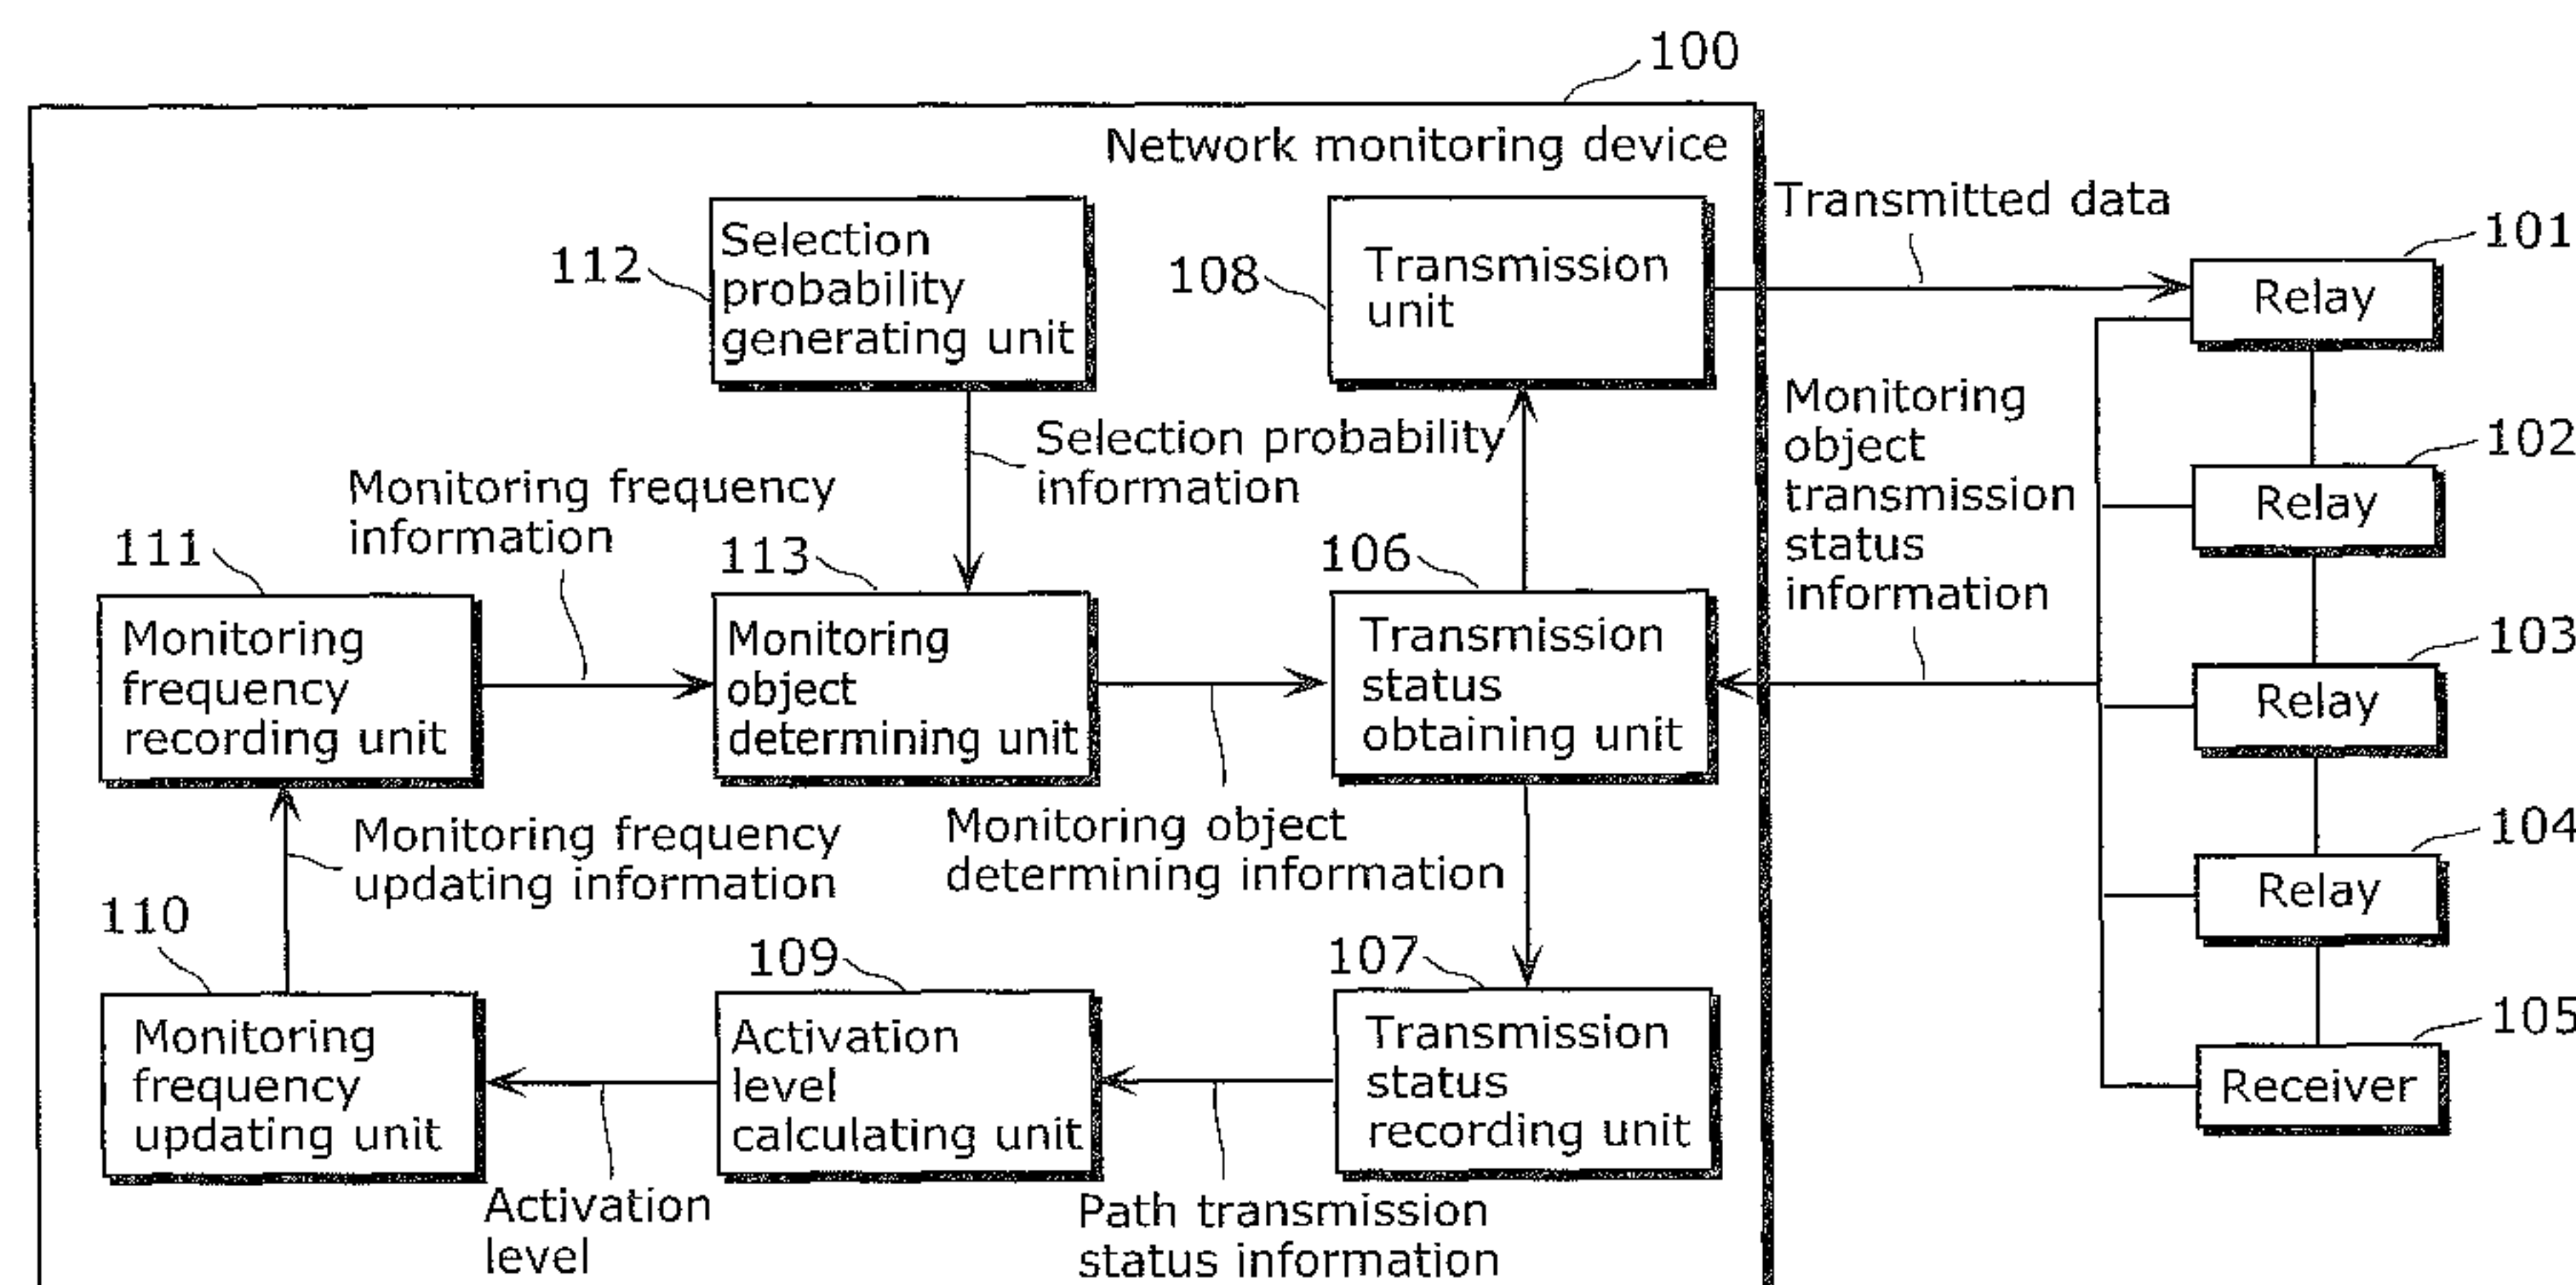 100
Network monitoring device
112
Selection
probability
generating unit
108
Transmission
unit
Transmitted data
101
Relay
Selection probability
information
Monitoring
object
transmission
status
information
102
Relay
Monitoring frequency
information
111
Monitoring
frequency
recording unit
113
Monitoring
object
determining unit
106
Transmission
status
obtaining unit
103
Relay
Monitoring frequency
updating information
Monitoring object
determining information
104
Relay
110
Monitoring
frequency
updating unit
109
Activation
level
calculating unit
107
Transmission
status
recording unit
105
Receiver
Activation
level
Path transmission
status information